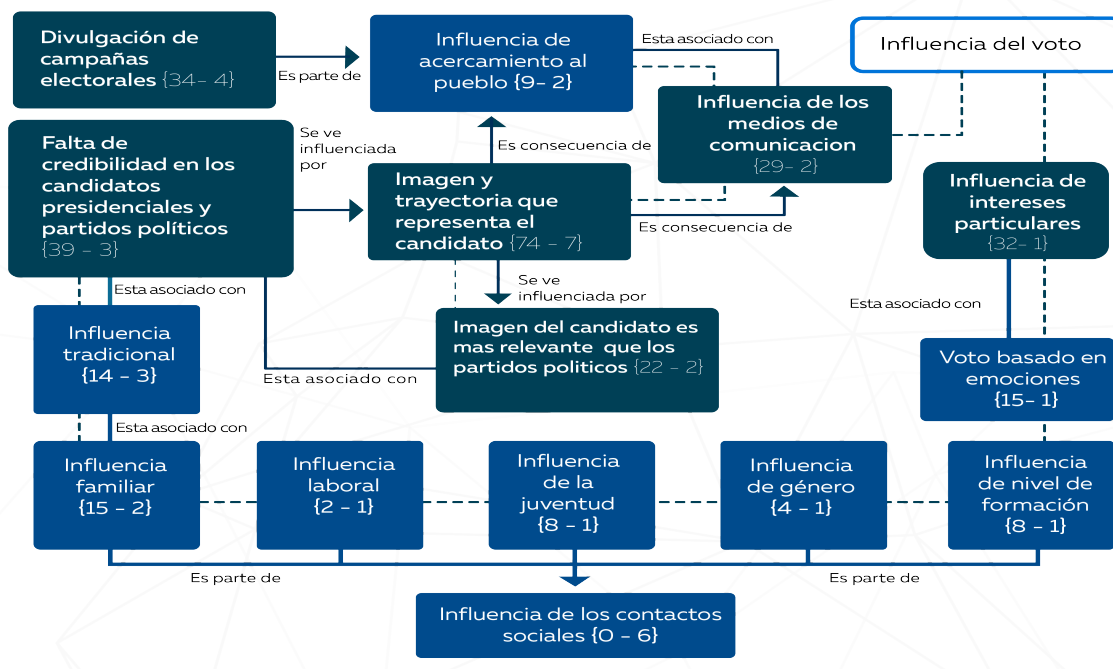 Divulgación de
campañas
electorales {34- 4}
Es parte de
Influencia de
acercamiento al
pueblo {9- 2}
Esta asociado con
Influencia del voto
Influencia de los
medios de
comunicacion
{29- 2}
Falta de
credibilidad en los
candidatos
presidenciales y
partidos políticos
{39 - 3}
Se ve
influenciada
por
Es consecuencia de
Imagen y
trayectoria que
representa el
candidato {74 - 7}
Es consecuencia de
Influencia de
intereses
particulares
{32- 1}
Se ve
influenciada por
Esta asociado con
Esta asociado con
Influencia
tradicional
{14 - 3}
Imagen del candidato es
mas relevante que los
partidos politicos {22 - 2}
Esta asociado con
Voto basado en
emociones
{15- 1}
Esta asociado con
Influencia
familiar
{15 - 2}
Influencia
laboral
{2 - 1}
Influencia
de la
juventud
{8 - 1}
Influencia
de género
{4 - 1}
Influencia
de nivel de
formación
{8 - 1}
Es parte de
Es parte de
Influencia de los contactos
sociales {0 - 6}